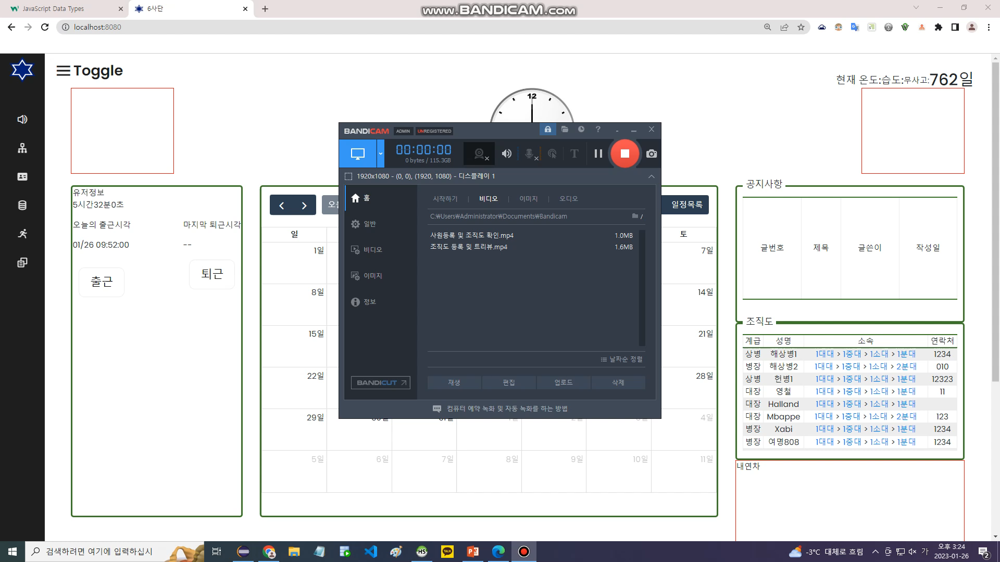 JavaScript Data Types
6사단
www.BANDICAM.com
localhost:8080
Toggle
현재 온도:습도:무사고:762일
12
유저정보
5시간32분0초
오늘의 출근시각
마지막 퇴근시각
01/26 09:52:00
--
출근
퇴근
일정목록
일
토
1일
7일
8일
14일
15일
21일
22일
28일
29일
4일
5일
6일
7일
8일
9일
10일
11일
BANDICAM
ADMIN
UNREGISTERED
00:00:00
0 bytes / 115.3GB
1920x1080 - (0, 0), (1920, 1080) - 디스플레이 1
홈
일반
비디오
이미지
정보
BANDICUT
시작하기 | 비디오 | 이미지 | 오디오
C:₩Users₩Administrator₩Documents₩Bandicam
/
사원등록 및 조직도 확인.mp4 1.0MB
조직도 등록 및 트리뷰.mp4 1.6MB
날짜순 정렬
재생 편집 업로드 삭제
컴퓨터 예약 녹화 및 자동 녹화를 하는 방법
공지사항
글번호 제목 글쓴이 작성일
조직도
계급 성명 소속 연락처
상병 해상병1 1대대 > 1중대 > 1소대 > 1분대 1234
병장 해상병2 1대대 > 1중대 > 1소대 > 2분대 010
상병 헌병1 1대대 > 1중대 > 1소대 > 1분대 12323
대장 영철 1대대 > 1중대 > 1소대 > 1분대 11
대장 Halland 1대대 > 1중대 > 1소대 > 1분대
대장 Mbappe 1대대 > 1중대 > 1소대 > 2분대 123
병장 Xabi 1대대 > 1중대 > 1소대 > 1분대 1234
병장 여명808 1대대 > 1중대 > 1소대 > 1분대 1234
내연차
검색하려면 여기에 입력하십시
HS
TALK
-3°C 대체로 흐림
가
오후 3:24
2023-01-26
2